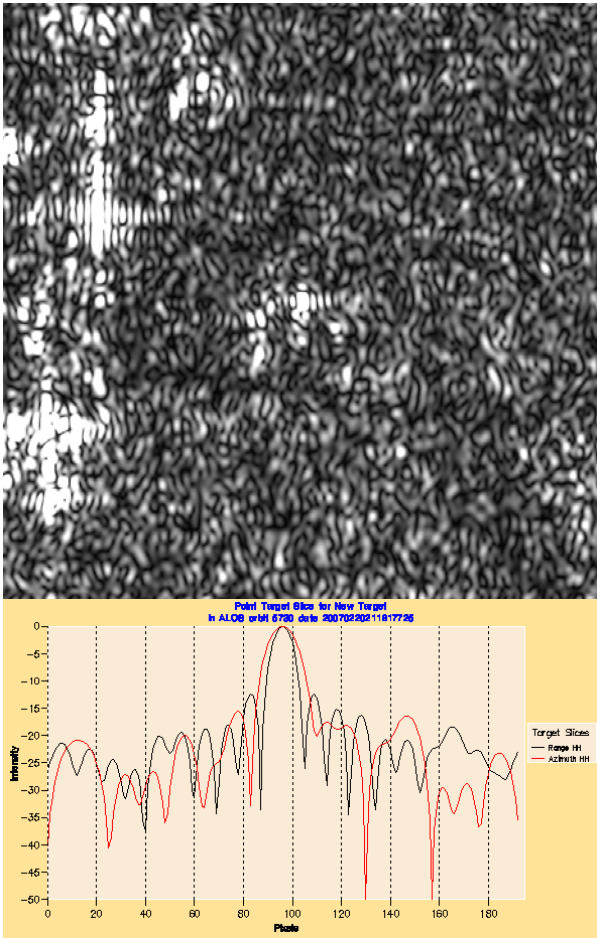 Point Target Slice for New Target
in ALOS orbit 5730 date 20070220211817725
0
-5
-10
-15
-20
-25
-30
-35
-40
-45
-50
Intensity
0 20 40 60 80 100 120 140 160 180
Pixels
Target Slices
Range HH
Azimuth HH